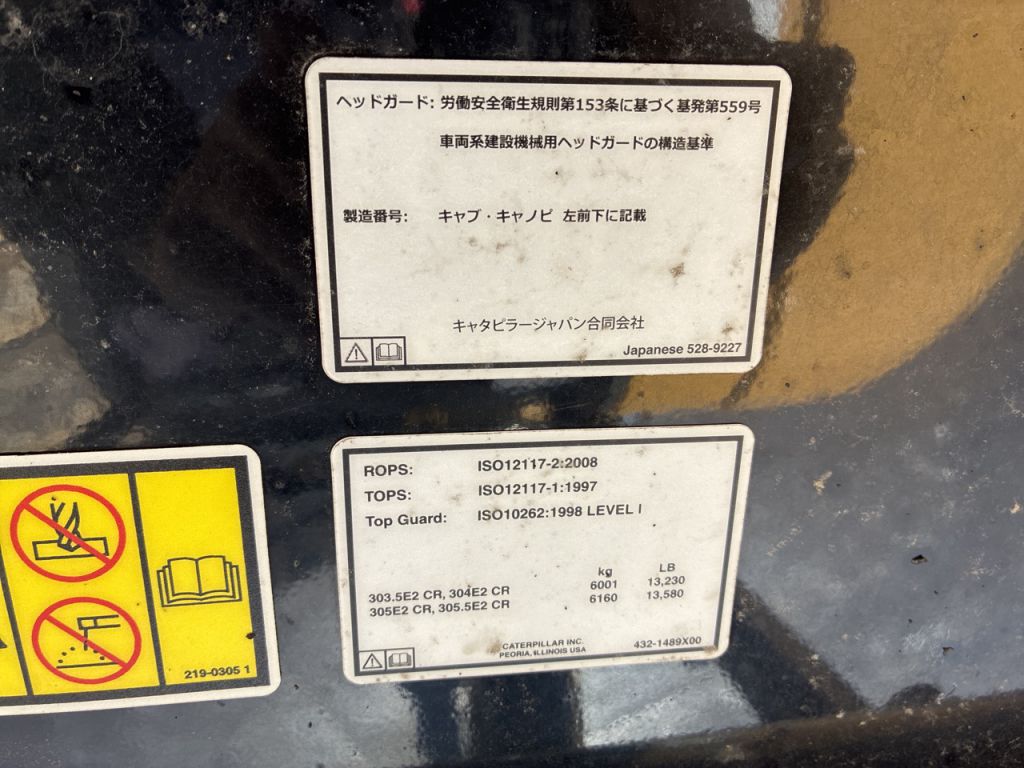 ヘッドガード: 労働安全衛生規則第153条に基づく基発第559号
車両系建設機械用ヘッドガードの構造基準
製造番号: キャブ・キャノピ 左前下に記載
キャタピラージャパン合同会社
Japanese 528-9227
ROPS: ISO12117-2:2008
TOPS: ISO12117-1:1997
Top Guard: ISO10262:1998 LEVEL I
kg LB
303.5E2 CR, 304E2 CR 6001 13,230
305E2 CR, 305.5E2 CR 6160 13,580
CATERPILLAR INC.
PEORIA, ILLINOIS USA
432-1489X00
219-0305 1